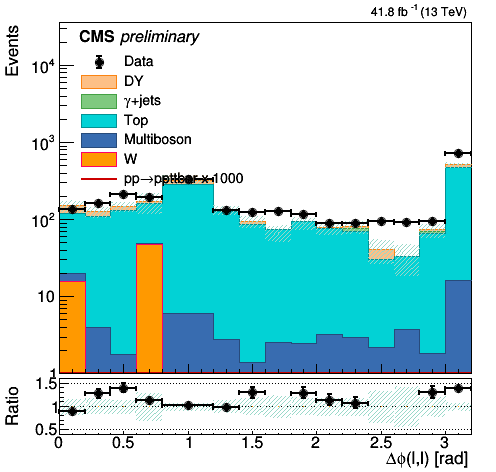 41.8 fb⁻¹ (13 TeV)
Events
CMS preliminary
Data
DY
γ+jets
Top
Multiboson
W
pp→ppttbar x 1000
10⁴
10³
10²
10
1
Ratio
1.5
1
0.5
0 0.5 1 1.5 2 2.5 3
Δϕ(l,l) [rad]